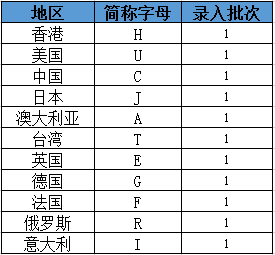 地区 简称字母 录入批次
香港 H 1
美国 U 1
中国 C 1
日本 J 1
澳大利亚 A 1
台湾 T 1
英国 E 1
德国 G 1
法国 F 1
俄罗斯 R 1
意大利 I 1